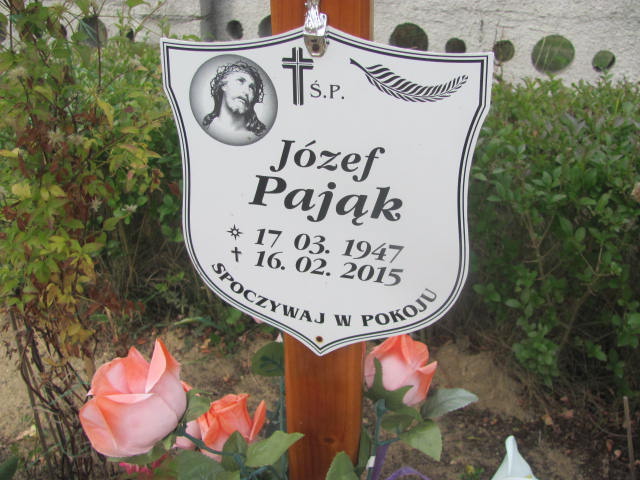 Ś.P.
Józef
Pająk
17 03. 1947
16. 02. 2015
SPOCZYWAJ W POKOJU